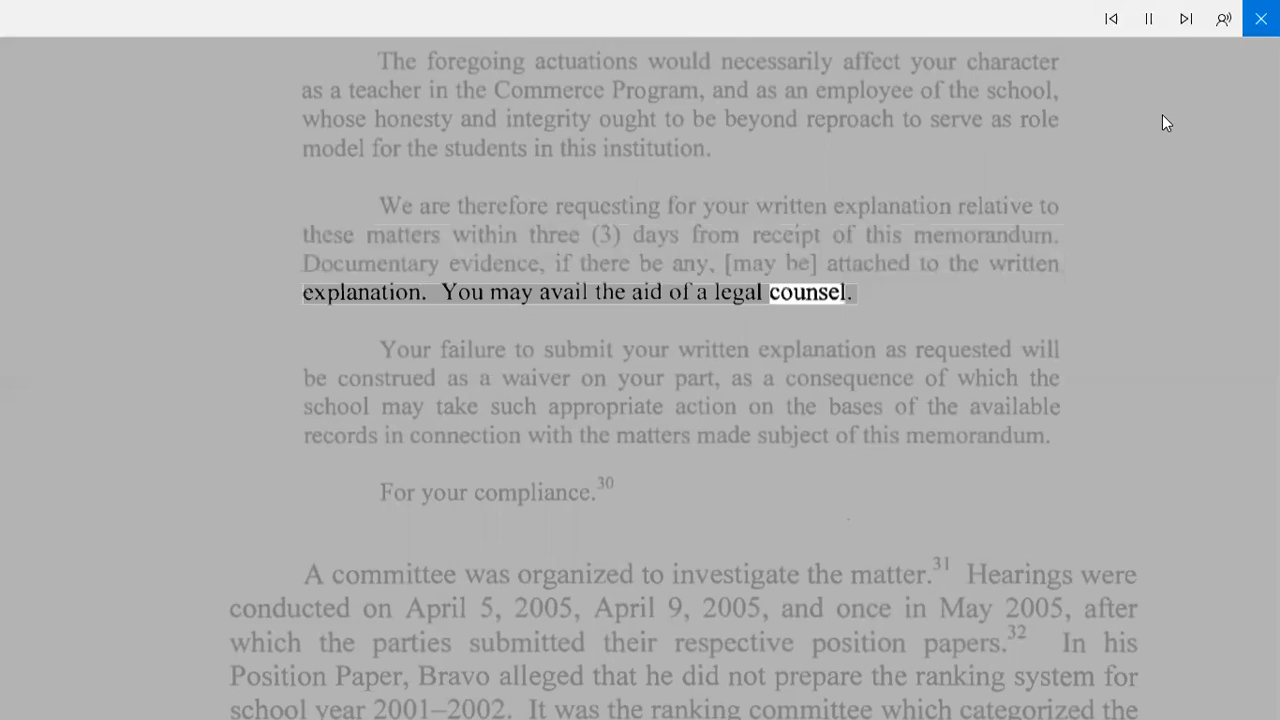 The foregoing actuations would necessarily affect your character
as a teacher in the Commerce Program, and as an employee of the school,
whose honesty and integrity ought to be beyond reproach to serve as role
model for the students in this institution.
We are therefore requesting for your written explanation relative to
these matters within three (3) days from receipt of this memorandum.
Documentary evidence, if there be any, [may be] attached to the written
explanation. You may avail the aid of a legal counsel.
Your failure to submit your written explanation as requested will
be construed as a waiver on your part, as a consequence of which the
school may take such appropriate action on the bases of the available
records in connection with the matters made subject of this memorandum.
For your compliance.30
A committee was organized to investigate the matter.31 Hearings were
conducted on April 5, 2005, April 9, 2005, and once in May 2005, after
which the parties submitted their respective position papers.32 In his
Position Paper, Bravo alleged that he did not prepare the ranking system for
school year 2001–2002. It was the ranking committee which categorized the